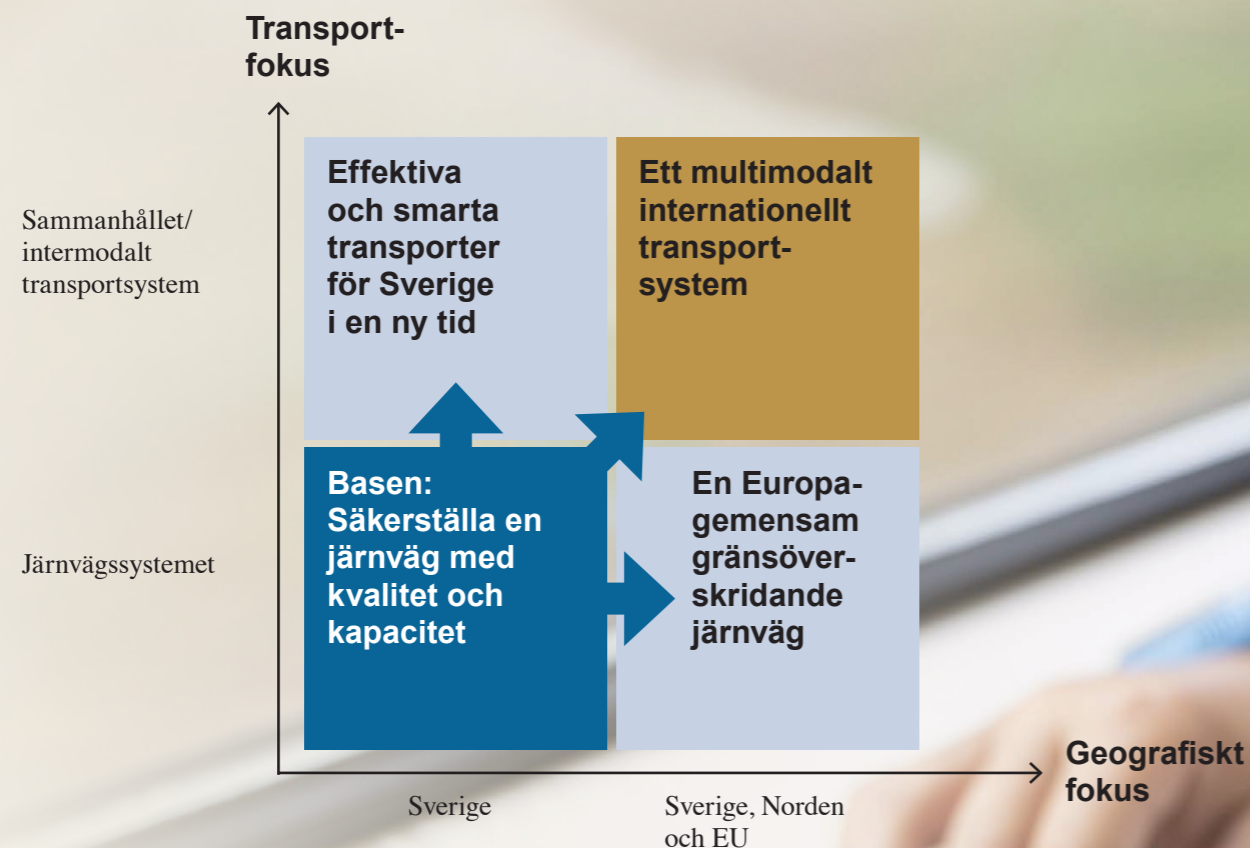 Transport-
fokus
Sammanhållet/
intermodalt
transportsystem
Effektiva
och smarta
transporter
för Sverige
i en ny tid
Ett multimodalt
internationellt
transport-
system
Järnvägssystemet
Basen:
Säkerställa en
järnväg med
kvalitet och
kapacitet
En Europa-
gemensam
gränsöver-
skridande
järnväg
Geografiskt
fokus
Sverige
Sverige, Norden
och EU